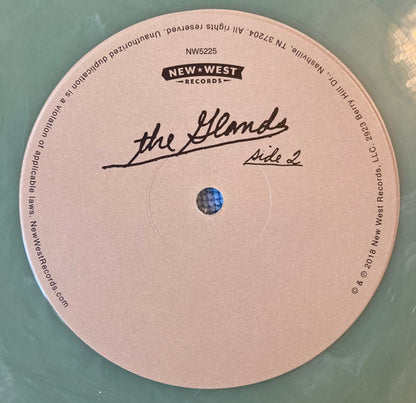 NW5225
NEW ★ WEST
RECORDS
the Glands
side 2
© & ℗ 2018 New West Records, LLC, 2923 Berry Hill Dr., Nashville, TN 37204. All rights reserved. Unauthorized duplication is a violation of applicable laws. NewWestRecords.com